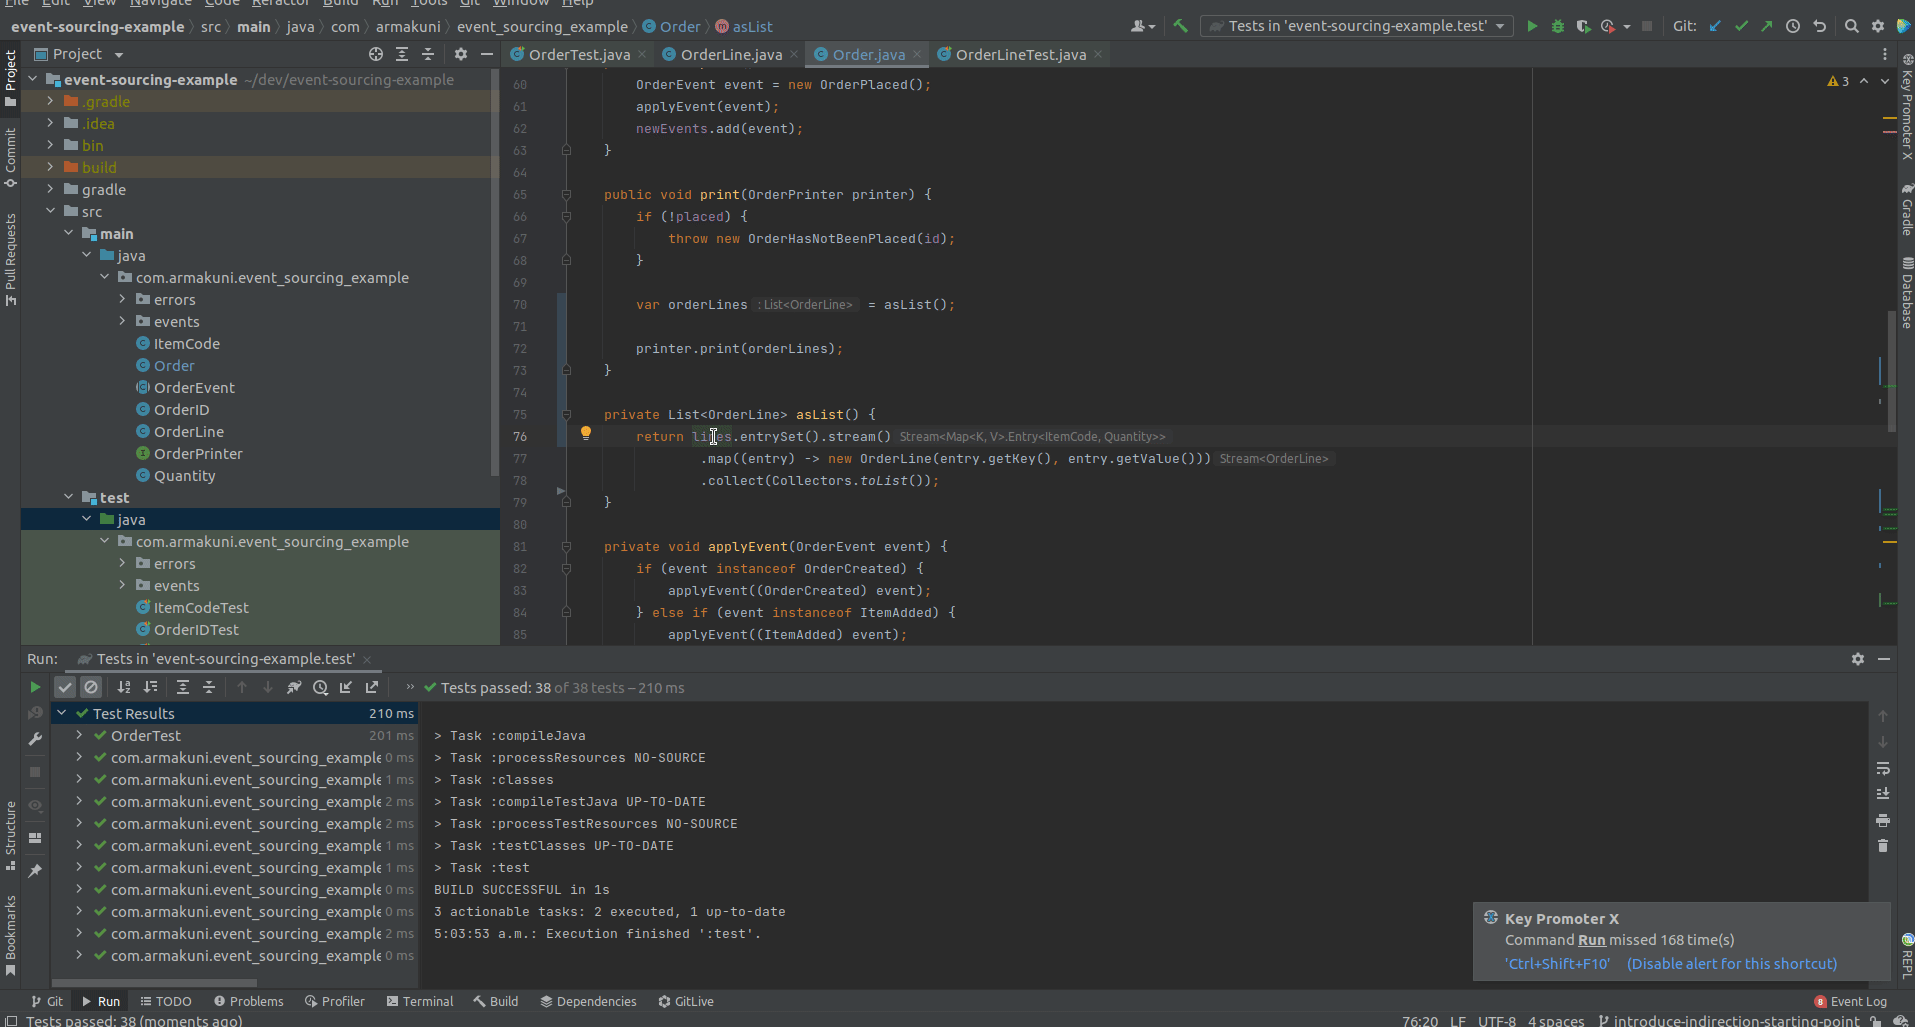 File Edit View Navigate Code Refactor Build Run Tools Git Window Help
event-sourcing-example src main java com armakuni event_sourcing_example Order asList
Tests in 'event-sourcing-example.test' Git:
Project
OrderTest.java OrderLine.java Order.java OrderLineTest.java
event-sourcing-example ~/dev/event-sourcing-example
.gradle
.idea
bin
build
gradle
src
main
java
com.armakuni.event_sourcing_example
errors
events
ItemCode
Order
OrderEvent
OrderID
OrderLine
OrderPrinter
Quantity
test
java
com.armakuni.event_sourcing_example
errors
events
ItemCodeTest
OrderIDTest
3
60 OrderEvent event = new OrderPlaced();
61 applyEvent(event);
62 newEvents.add(event);
63 }
64
65 public void print(OrderPrinter printer) {
66 if (!placed) {
67 throw new OrderHasNotBeenPlaced(id);
68 }
69
70 var orderLines : List<OrderLine> = asList();
71
72 printer.print(orderLines);
73 }
74
75 private List<OrderLine> asList() {
76 return lines.entrySet().stream() Stream<Map<K, V>.Entry<ItemCode, Quantity>>
77 .map((entry) -> new OrderLine(entry.getKey(), entry.getValue())) Stream<OrderLine>
78 .collect(Collectors.toList());
79 }
80
81 private void applyEvent(OrderEvent event) {
82 if (event instanceof OrderCreated) {
83 applyEvent((OrderCreated) event);
84 } else if (event instanceof ItemAdded) {
85 applyEvent((ItemAdded) event);
Project
Commit
Pull Requests
Structure
Bookmarks
Key Promoter X
Gradle
Database
REPL
Run: Tests in 'event-sourcing-example.test'
» Tests passed: 38 of 38 tests – 210 ms
Test Results 210 ms
OrderTest 201 ms
com.armakuni.event_sourcing_example 0 ms
com.armakuni.event_sourcing_example 1 ms
com.armakuni.event_sourcing_example 2 ms
com.armakuni.event_sourcing_example 2 ms
com.armakuni.event_sourcing_example 1 ms
com.armakuni.event_sourcing_example 1 ms
com.armakuni.event_sourcing_example 0 ms
com.armakuni.event_sourcing_example 0 ms
com.armakuni.event_sourcing_example 2 ms
com.armakuni.event_sourcing_example 0 ms
> Task :compileJava
> Task :processResources NO-SOURCE
> Task :classes
> Task :compileTestJava UP-TO-DATE
> Task :processTestResources NO-SOURCE
> Task :testClasses UP-TO-DATE
> Task :test
BUILD SUCCESSFUL in 1s
3 actionable tasks: 2 executed, 1 up-to-date
5:03:53 a.m.: Execution finished ':test'.
Key Promoter X
Command Run missed 168 time(s)
'Ctrl+Shift+F10' (Disable alert for this shortcut)
Git Run TODO Problems Profiler Terminal Build Dependencies GitLive 8 Event Log
Tests passed: 38 (moments ago) 76:20 LF UTF-8 4 spaces introduce-indirection-starting-point